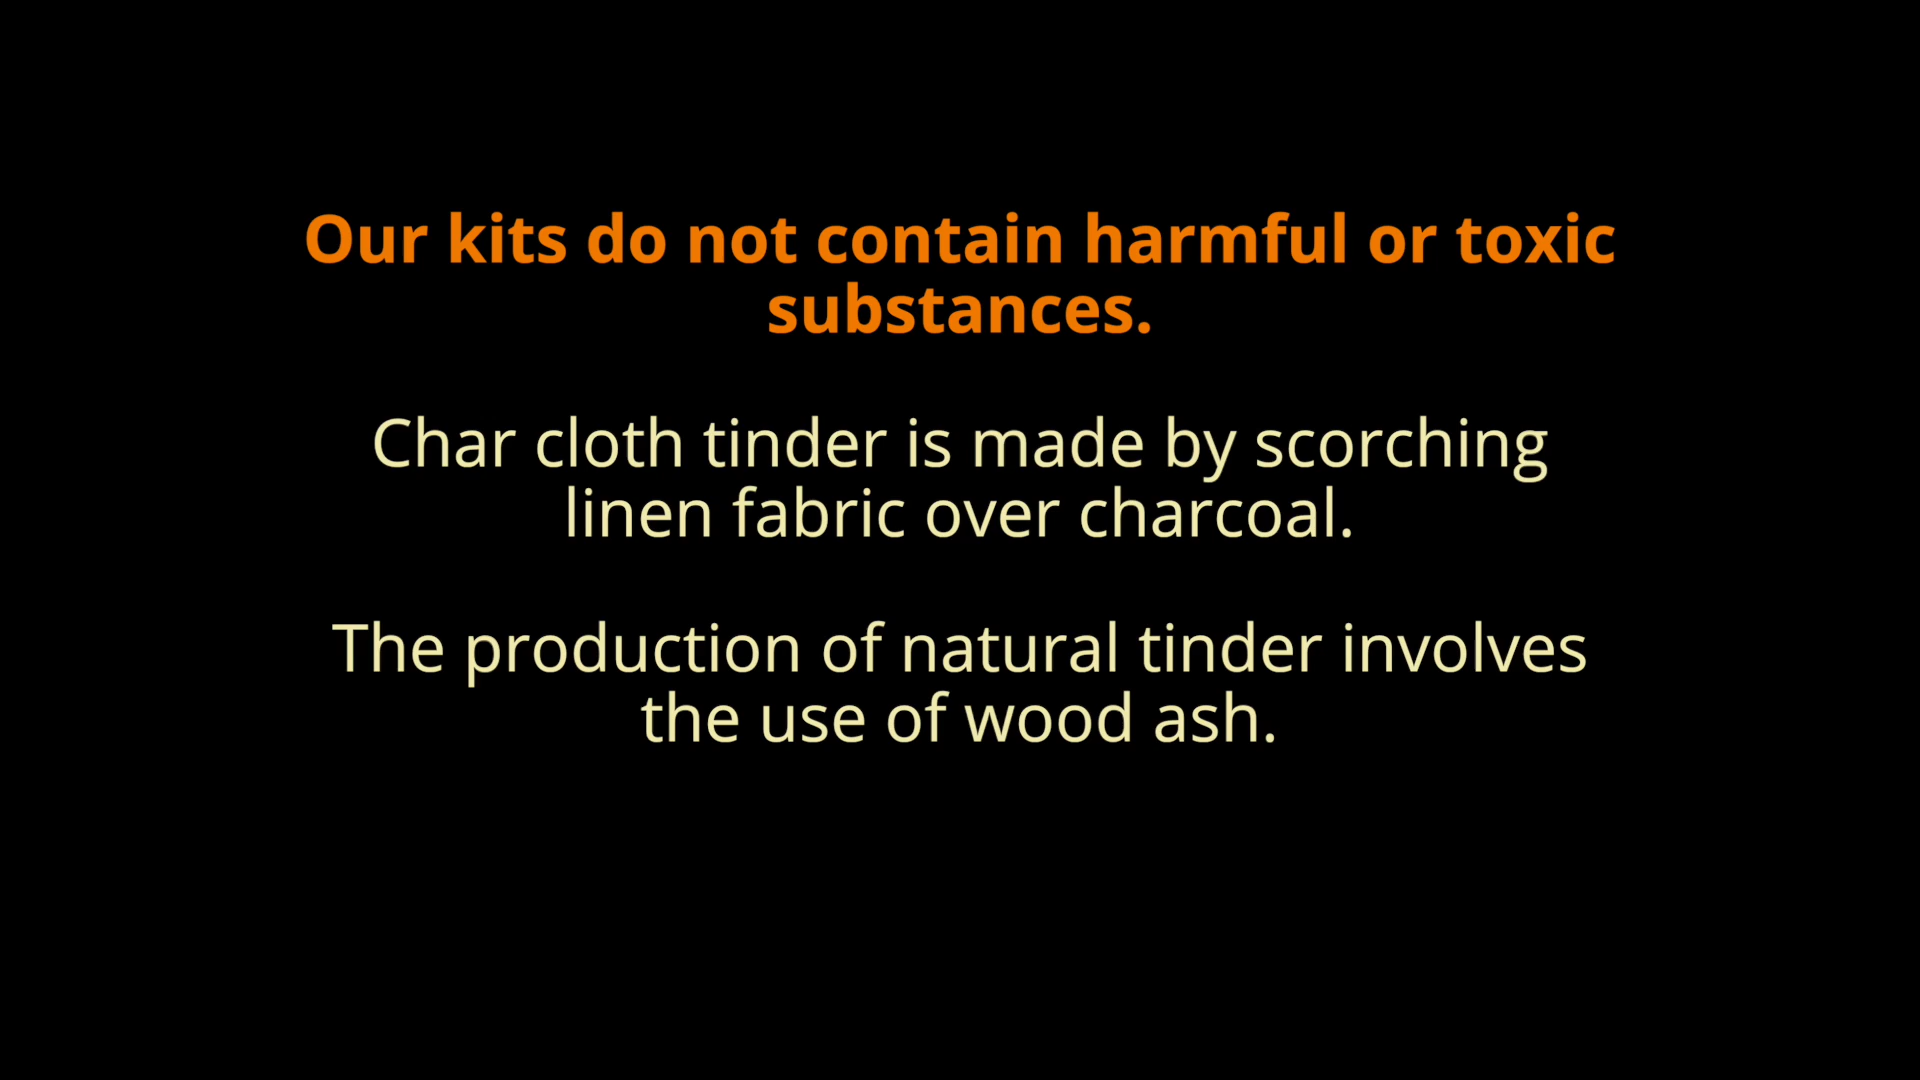 Our kits do not contain harmful or toxic
substances.
Char cloth tinder is made by scorching
linen fabric over charcoal.
The production of natural tinder involves
the use of wood ash.